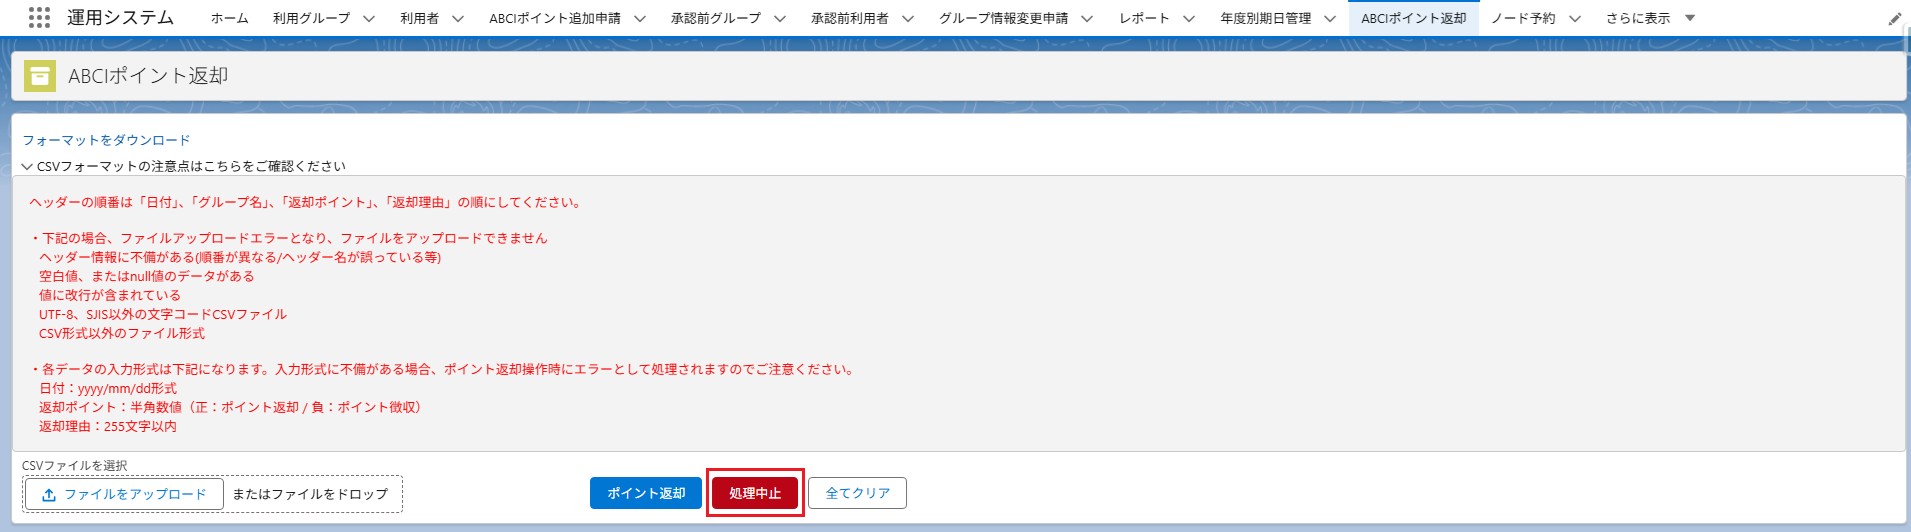 運用システム ホーム 利用グループ 利用者 ABCIポイント追加申請 承認前グループ 承認前利用者 グループ情報変更申請 レポート 年度別期日管理 ABCIポイント返却 ノード予約 さらに表示
ABCIポイント返却
フォーマットをダウンロード
CSVフォーマットの注意点はこちらをご確認ください
ヘッダーの順番は「日付」、「グループ名」、「返却ポイント」、「返却理由」の順にしてください。
・下記の場合、ファイルアップロードエラーとなり、ファイルをアップロードできません
ヘッダー情報に不備がある(順番が異なる/ヘッダー名が誤っている等)
空白値、またはnull値のデータがある
値に改行が含まれている
UTF-8、SJIS以外の文字コードCSVファイル
CSV形式以外のファイル形式
・各データの入力形式は下記になります。入力形式に不備がある場合、ポイント返却操作時にエラーとして処理されますのでご注意ください。
日付：yyyy/mm/dd形式
返却ポイント：半角数値（正：ポイント返却 / 負：ポイント徴収）
返却理由：255文字以内
CSVファイルを選択
ファイルをアップロード またはファイルをドロップ ポイント返却 処理中止 全てクリア